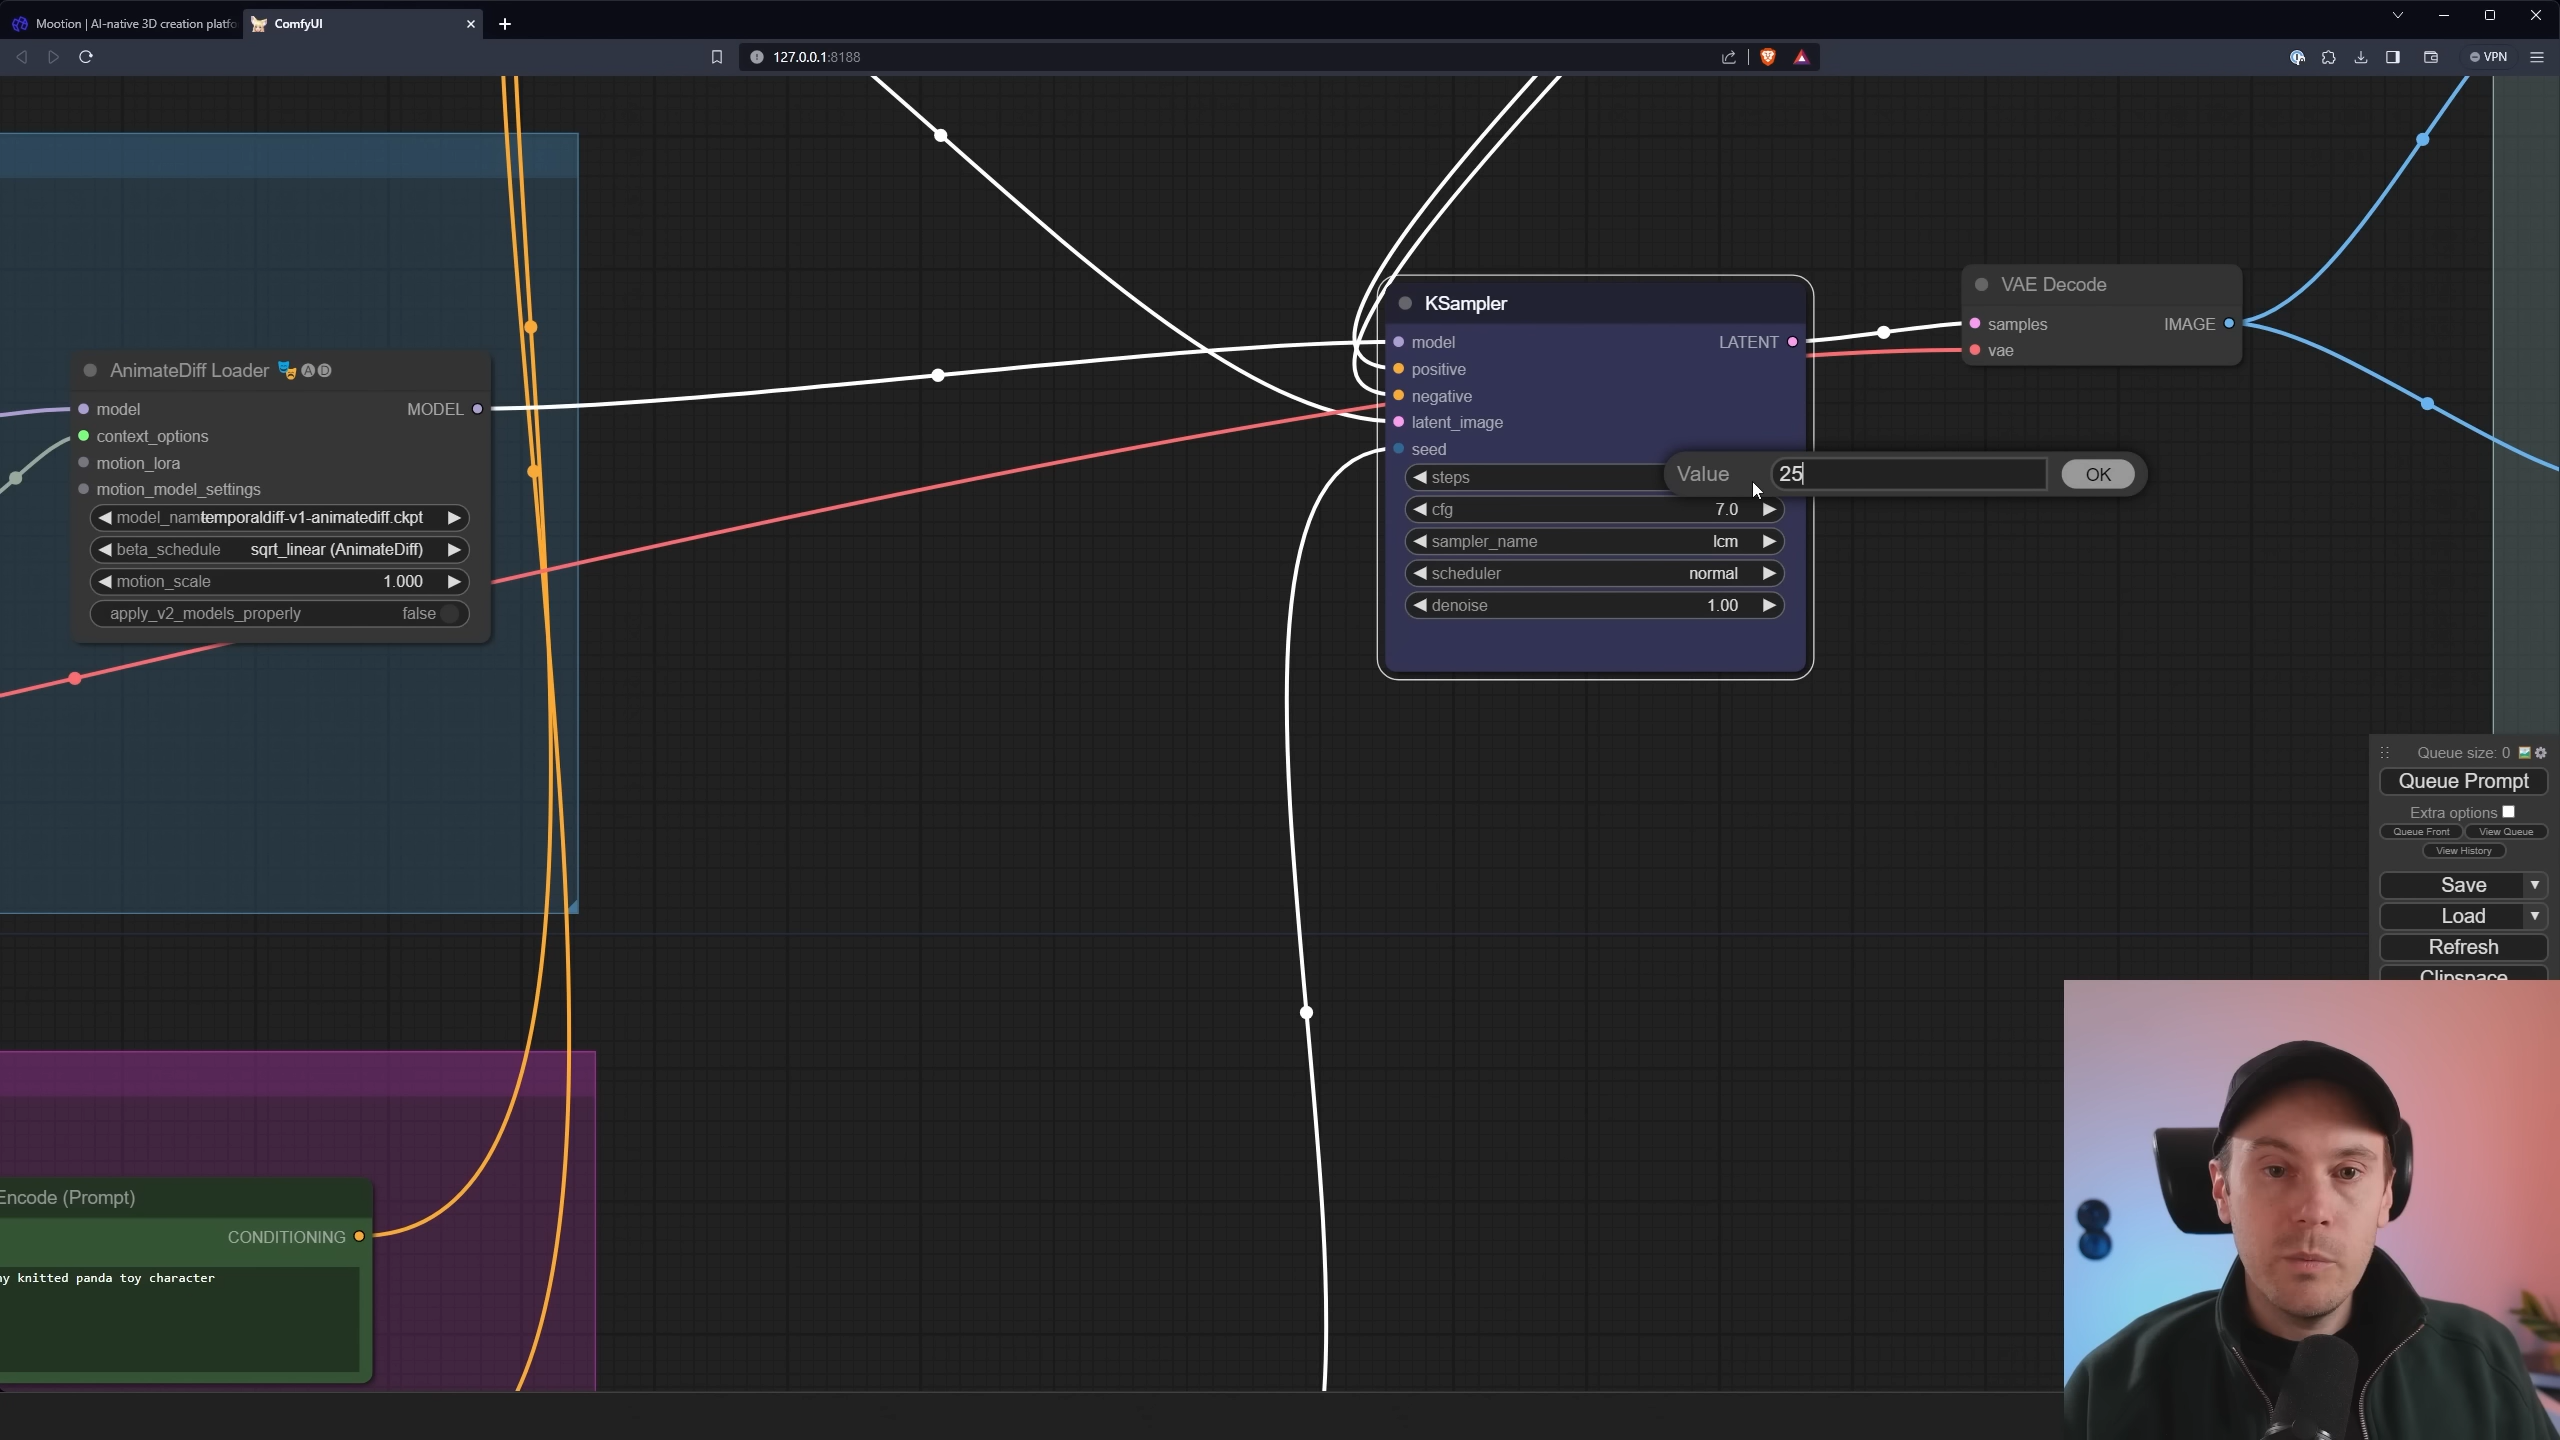 Mootion | AI-native 3D creation platfo
ComfyUI
127.0.0.1:8188
VPN
AnimateDiff Loader
model
MODEL
context_options
motion_lora
motion_model_settings
model_name
temporaldiff-v1-animatediff.ckpt
beta_schedule
sqrt_linear (AnimateDiff)
motion_scale
1.000
apply_v2_models_properly
false
KSampler
model
LATENT
positive
negative
latent_image
seed
steps
Value
25
OK
cfg
7.0
sampler_name
lcm
scheduler
normal
denoise
1.00
VAE Decode
samples
IMAGE
vae
Queue size: 0
Queue Prompt
Extra options
Queue Front
View Queue
View History
Save
Load
Refresh
Clipspace
Encode (Prompt)
CONDITIONING
ny knitted panda toy character